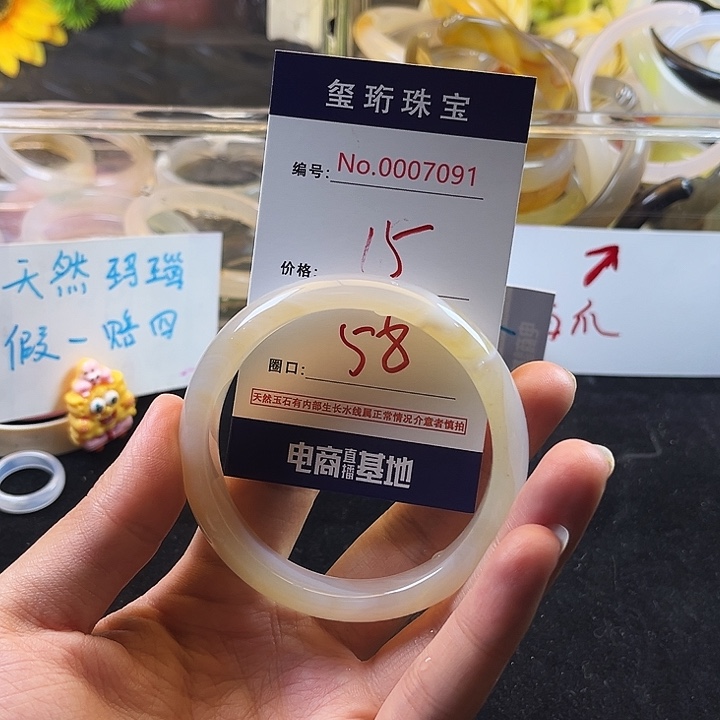 玺珩珠宝
编号: No.0007091
价格: 15
圈口: 58
天然玉石有内部生长水线属正常情况介意者慎拍
电商直播基地
天然玛瑙
假一赔四
爪